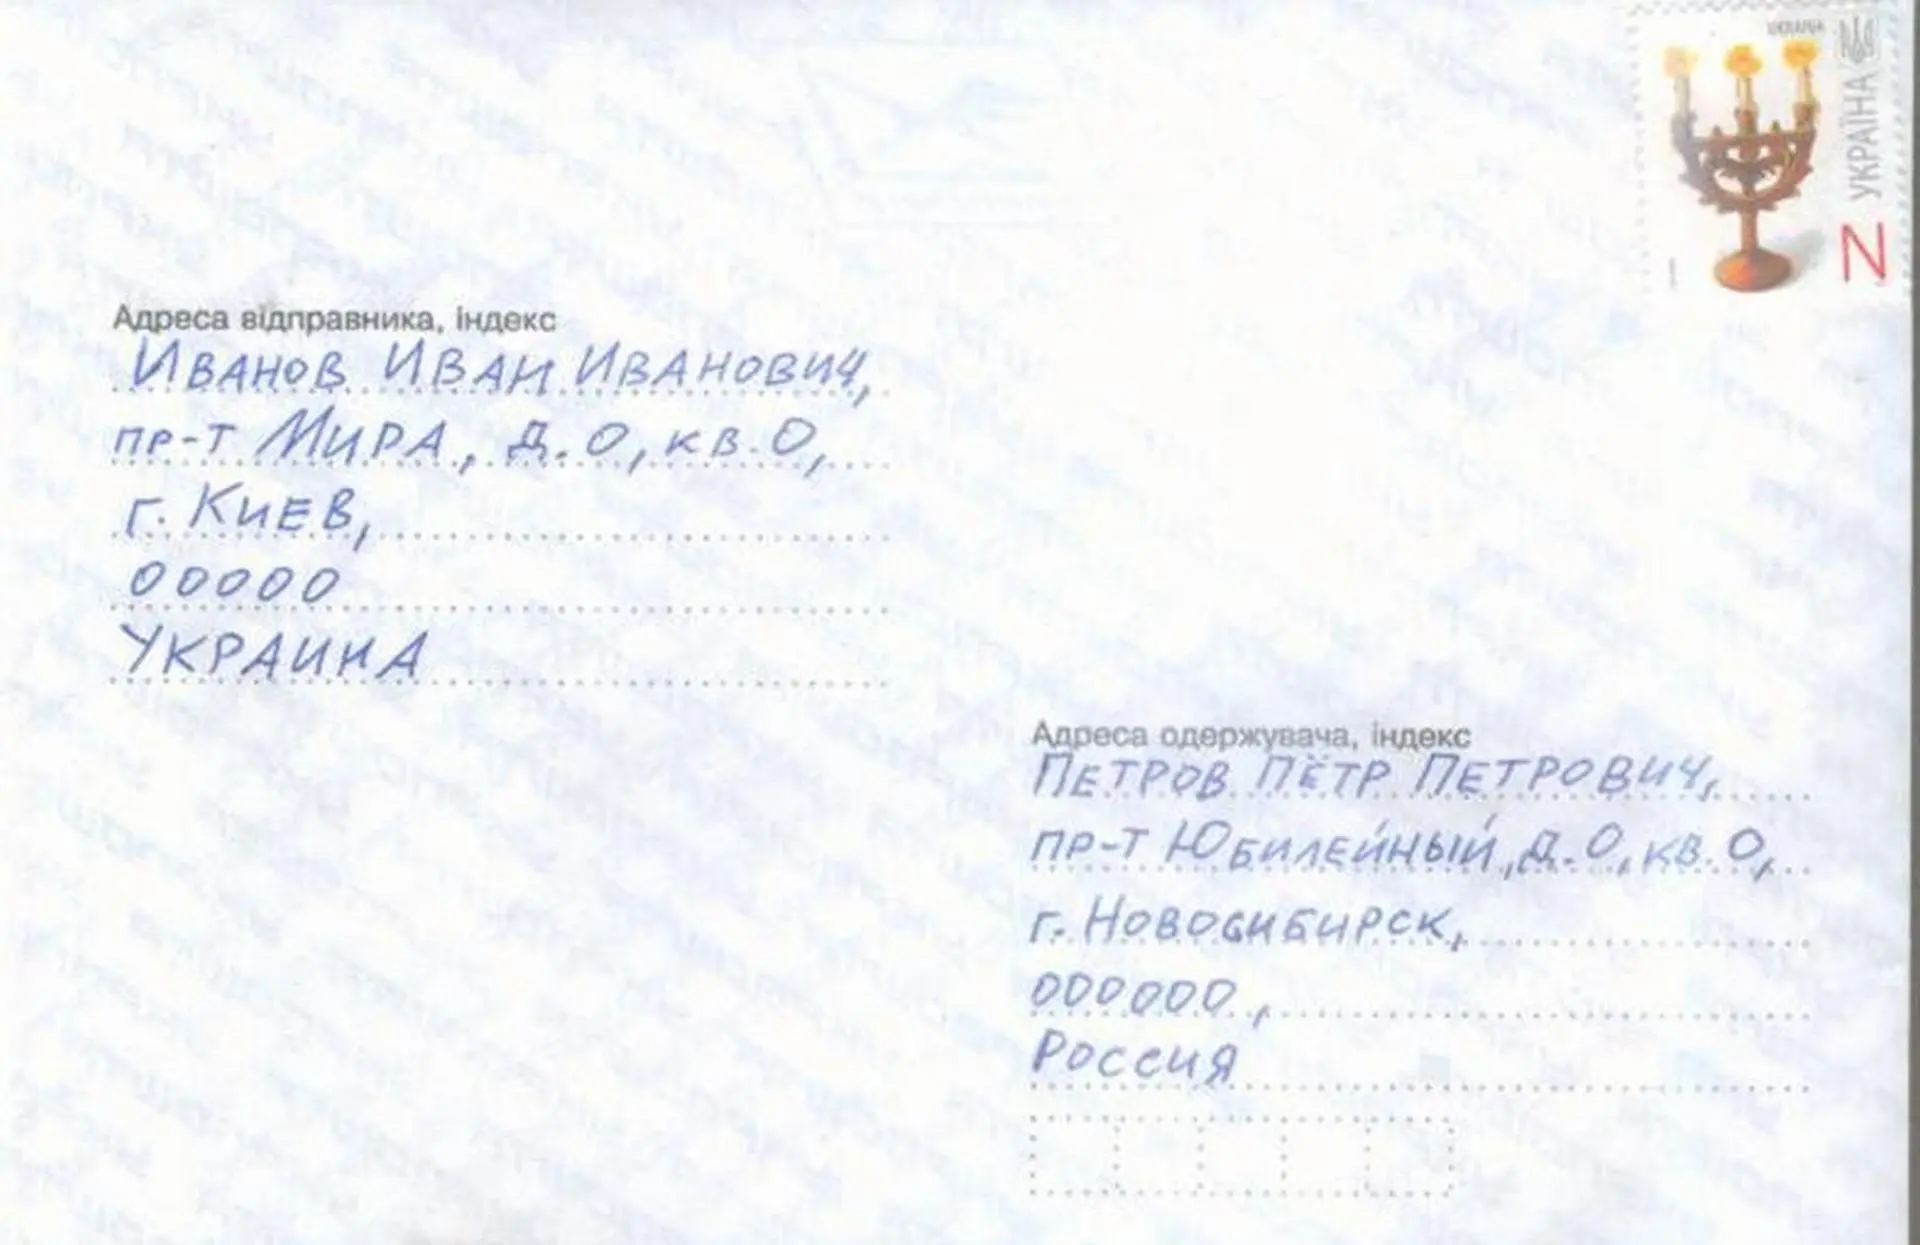 UKRAINA
УКРАЇНА
N
Адреса відправника, індекс
Иванов Иван Иванович,
пр-т Мира, д.0, кв.0,
г. Киев,
00000
Украина
Адреса одержувача, індекс
Петров Пётр Петрович,
пр-т Юбилейный, д.0, кв.0,
г. Новосибирск,
000000,
Россия